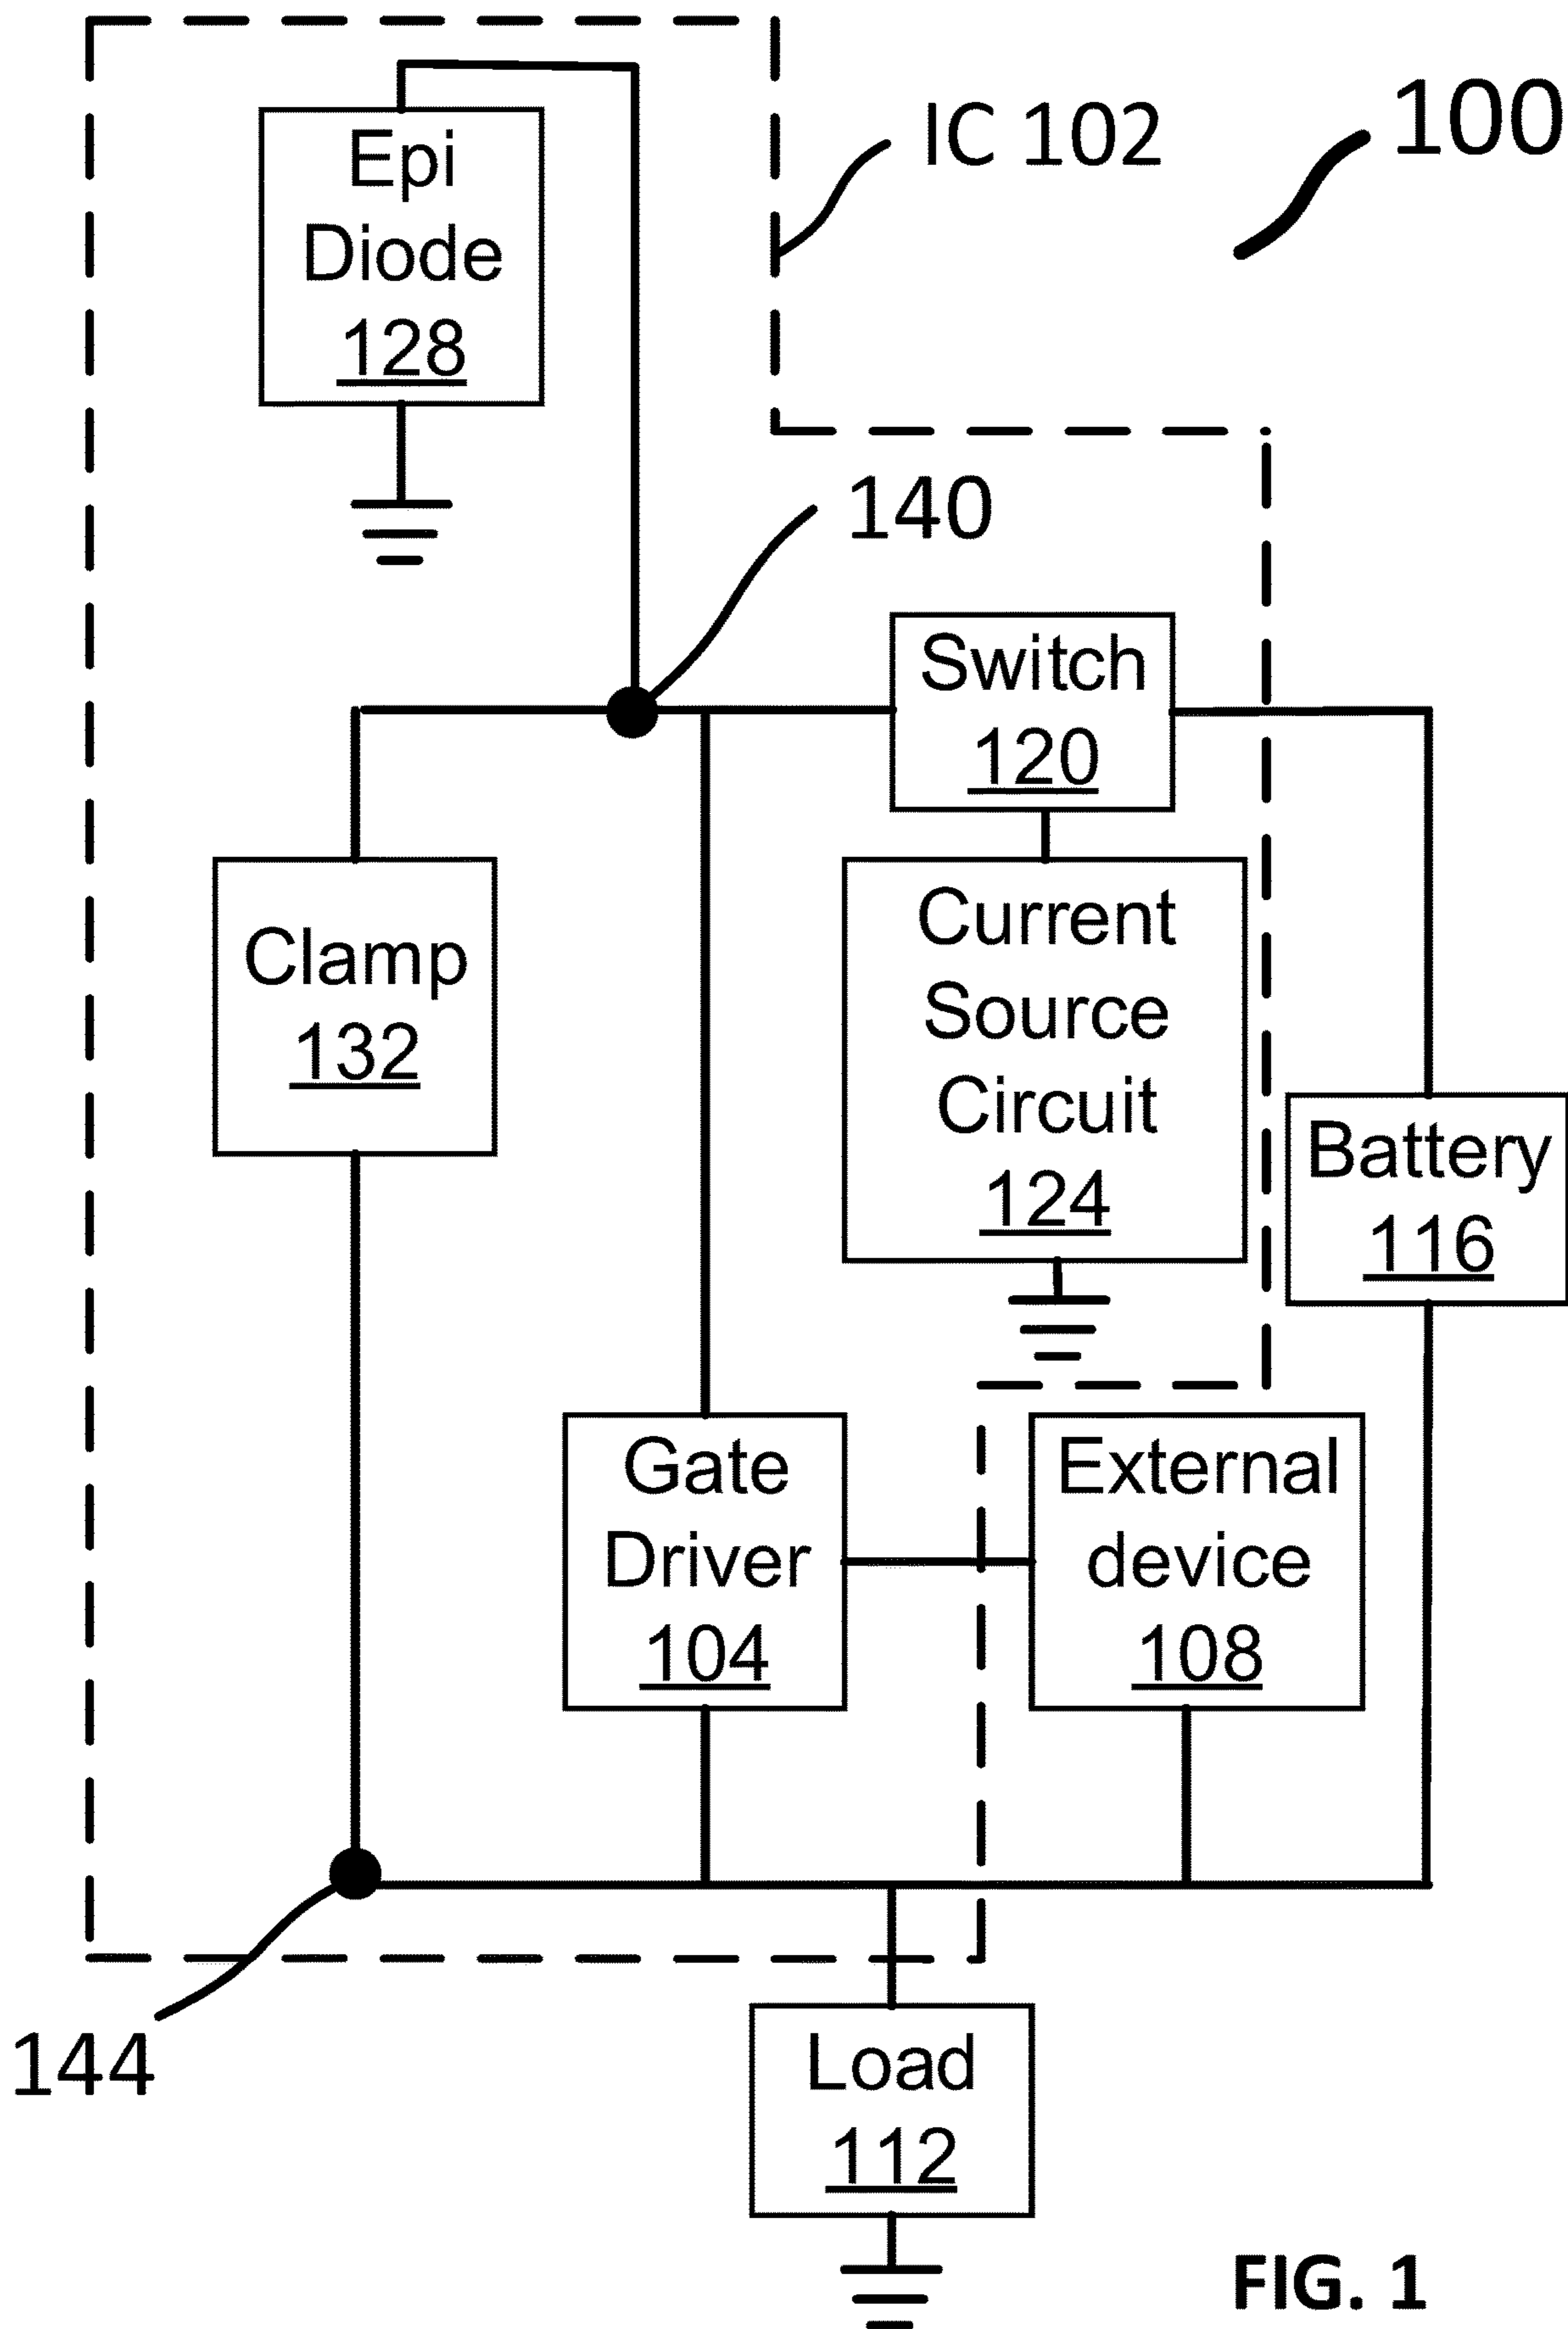 IC 102
100
Epi
Diode
128
140
Switch
120
Clamp
132
Current
Source
Circuit
124
Battery
116
Gate
Driver
104
External
device
108
144
Load
112
FIG. 1